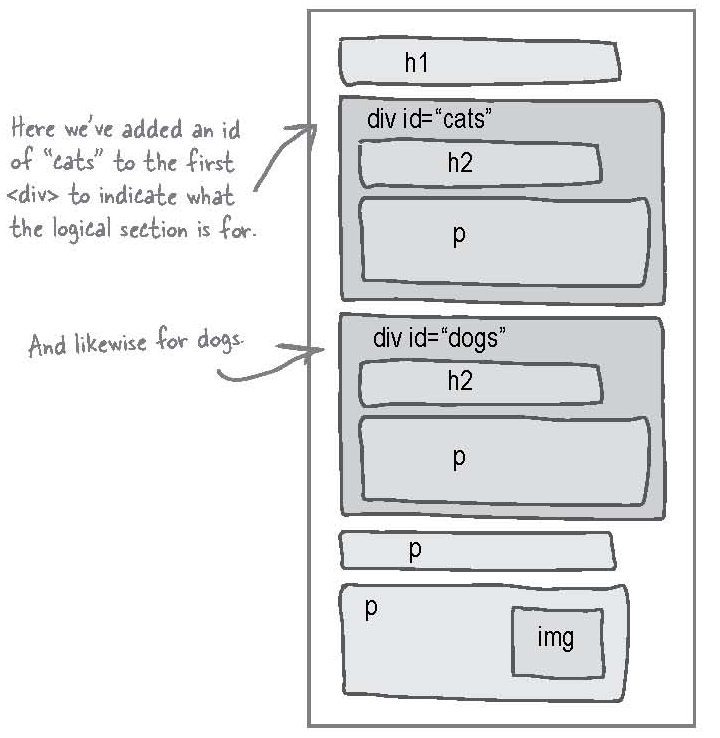 h1
Here we've added an id
of "cats" to the first
<div> to indicate what
the logical section is for.
div id="cats"
h2
p
And likewise for dogs.
div id="dogs"
h2
p
p
p
img